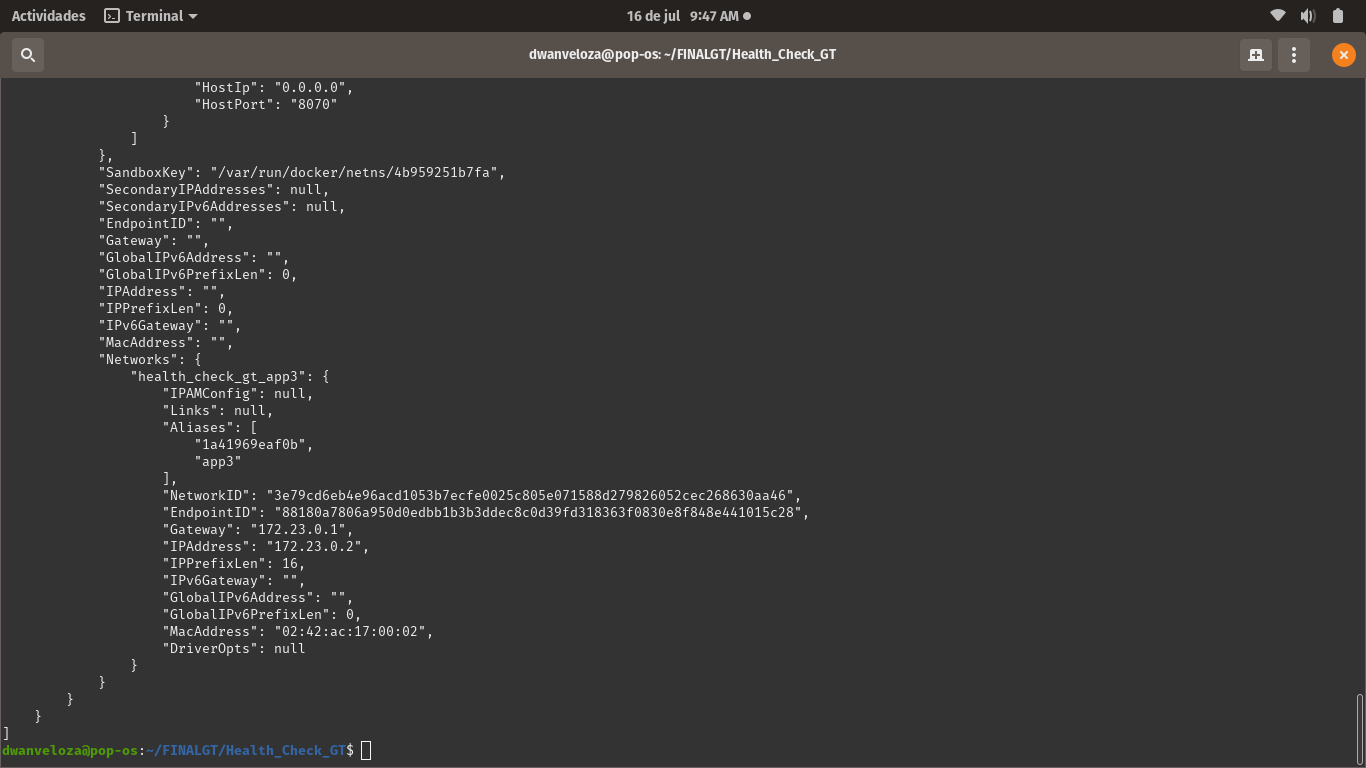 Actividades Terminal 16 de jul 9:47 AM
dwanveloza@pop-os: ~/FINALGT/Health_Check_GT
"HostIp": "0.0.0.0",
"HostPort": "8070"
}
]
},
"SandboxKey": "/var/run/docker/netns/4b959251b7fa",
"SecondaryIPAddresses": null,
"SecondaryIPv6Addresses": null,
"EndpointID": "",
"Gateway": "",
"GlobalIPv6Address": "",
"GlobalIPv6PrefixLen": 0,
"IPAddress": "",
"IPPrefixLen": 0,
"IPv6Gateway": "",
"MacAddress": "",
"Networks": {
"health_check_gt_app3": {
"IPAMConfig": null,
"Links": null,
"Aliases": [
"1a41969eaf0b",
"app3"
],
"NetworkID": "3e79cd6eb4e96acd1053b7ecfe0025c805e071588d279826052cec268630aa46",
"EndpointID": "88180a7806a950d0edbb1b3b3ddec8c0d39fd318363f0830e8f848e441015c28",
"Gateway": "172.23.0.1",
"IPAddress": "172.23.0.2",
"IPPrefixLen": 16,
"IPv6Gateway": "",
"GlobalIPv6Address": "",
"GlobalIPv6PrefixLen": 0,
"MacAddress": "02:42:ac:17:00:02",
"DriverOpts": null
}
}
}
}
]
dwanveloza@pop-os:~/FINALGT/Health_Check_GT$